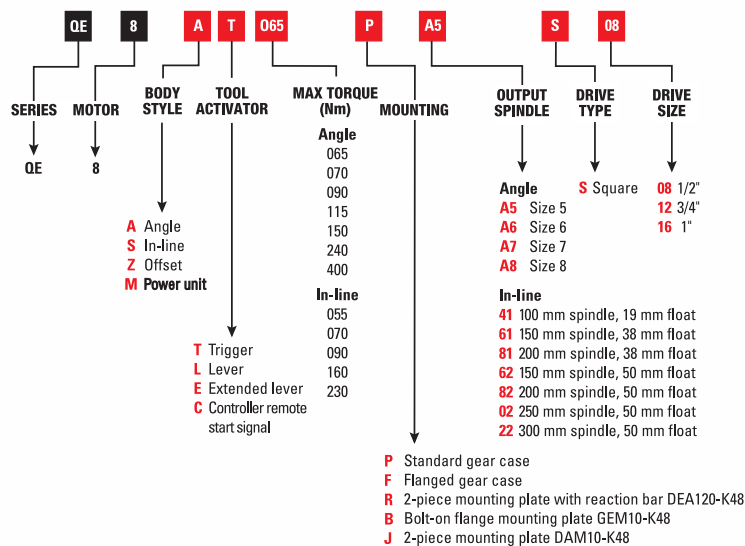 QE 8 A T 065 P A5 S 08
SERIES
MOTOR
BODY
STYLE
TOOL
ACTIVATOR
MAX TORQUE
(Nm)
MOUNTING
OUTPUT
SPINDLE
DRIVE
TYPE
DRIVE
SIZE
QE
8
A Angle
S In-line
Z Offset
M Power unit
T Trigger
L Lever
E Extended lever
C Controller remote
start signal
Angle
065
070
090
115
150
240
400
In-line
055
070
090
160
230
P Standard gear case
F Flanged gear case
R 2-piece mounting plate with reaction bar DEA120-K48
B Bolt-on flange mounting plate GEM10-K48
J 2-piece mounting plate DAM10-K48
Angle
A5 Size 5
A6 Size 6
A7 Size 7
A8 Size 8
In-line
41 100 mm spindle, 19 mm float
61 150 mm spindle, 38 mm float
81 200 mm spindle, 38 mm float
62 150 mm spindle, 50 mm float
82 200 mm spindle, 50 mm float
02 250 mm spindle, 50 mm float
22 300 mm spindle, 50 mm float
S Square
08 1/2"
12 3/4"
16 1"